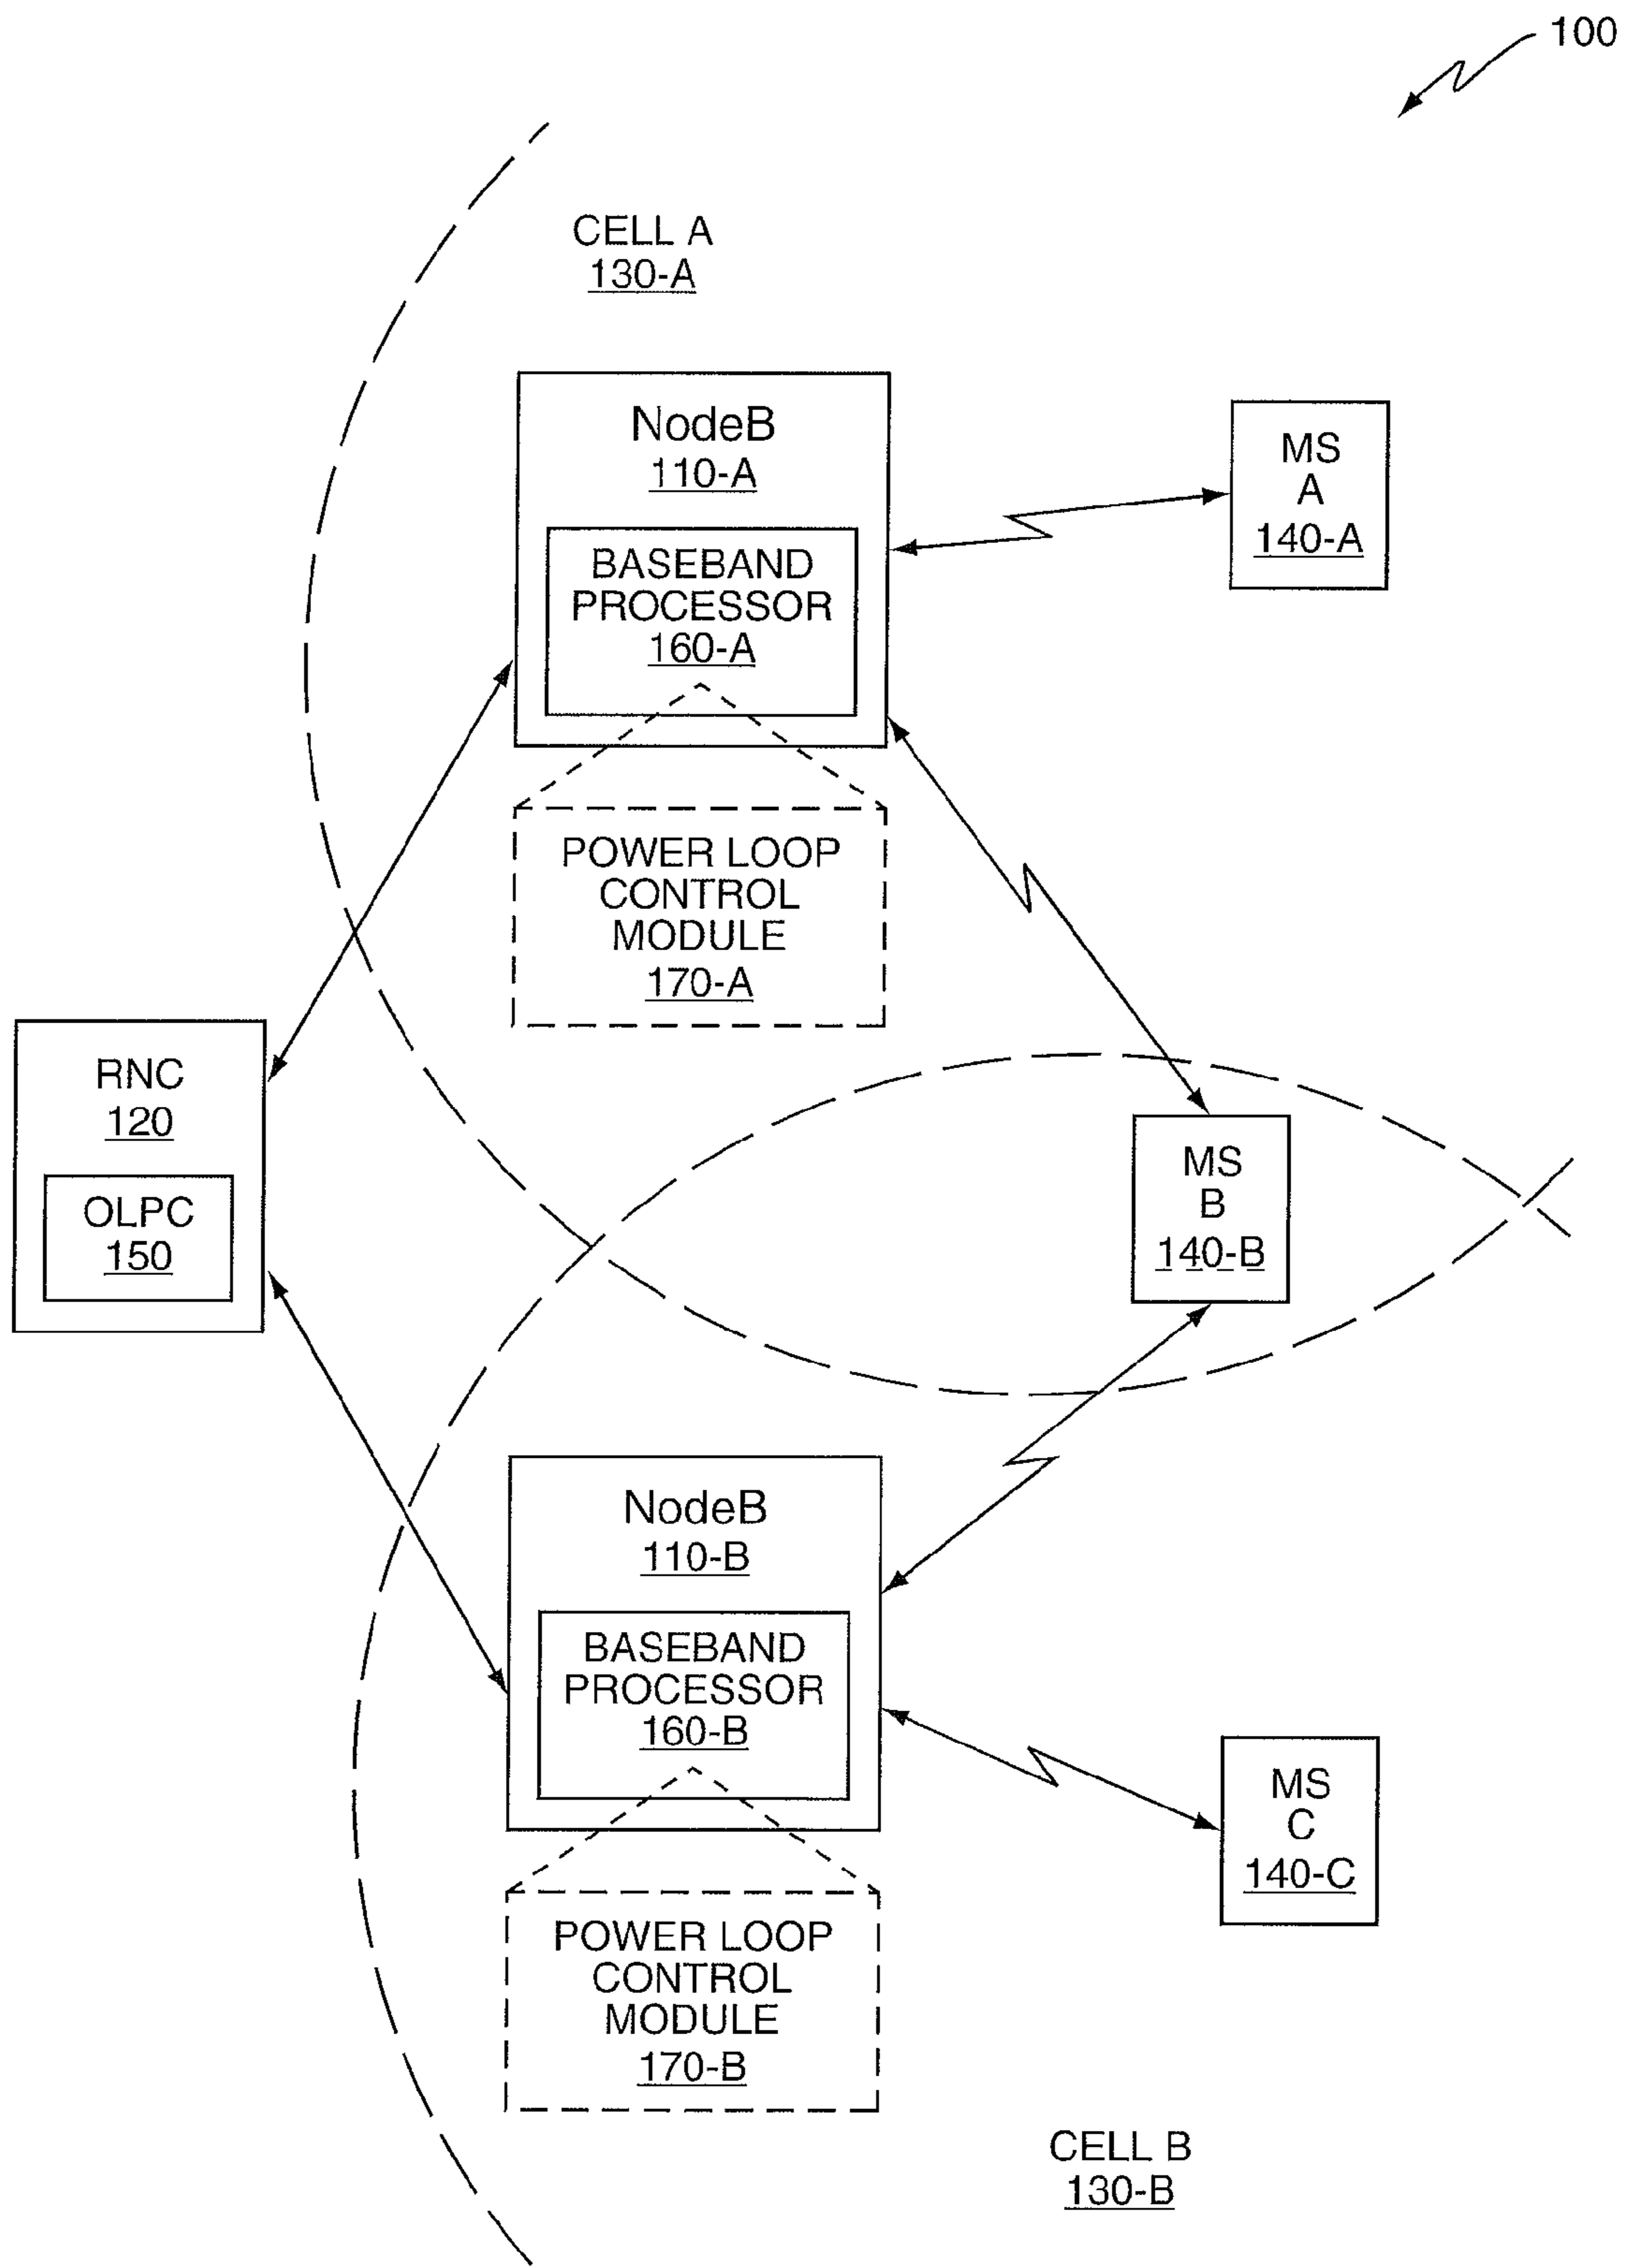 100
CELL A
130-A
NodeB
110-A
BASEBAND
PROCESSOR
160-A
MS
A
140-A
POWER LOOP
CONTROL
MODULE
170-A
RNC
120
OLPC
150
MS
B
140-B
NodeB
110-B
BASEBAND
PROCESSOR
160-B
MS
C
140-C
POWER LOOP
CONTROL
MODULE
170-B
CELL B
130-B